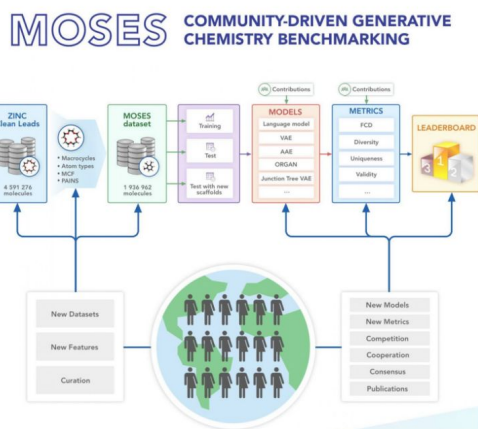 MOSES
COMMUNITY-DRIVEN GENERATIVE
CHEMISTRY BENCHMARKING
Contributions
Contributions
ZINC
lean Leads
4 591 276
molecules
• Macrocycles
• Atom types
• MCF
• PAINS
MOSES
dataset
1 936 962
molecules
Training
Test
Test with new
scaffolds
MODELS
Language model
VAE
AAE
ORGAN
Junction Tree VAE
...
METRICS
FCD
Diversity
Uniqueness
Validity
...
LEADERBOARD
3
1
2
New Datasets
New Features
Curation
New Models
New Metrics
Competition
Cooperation
Consensus
Publications